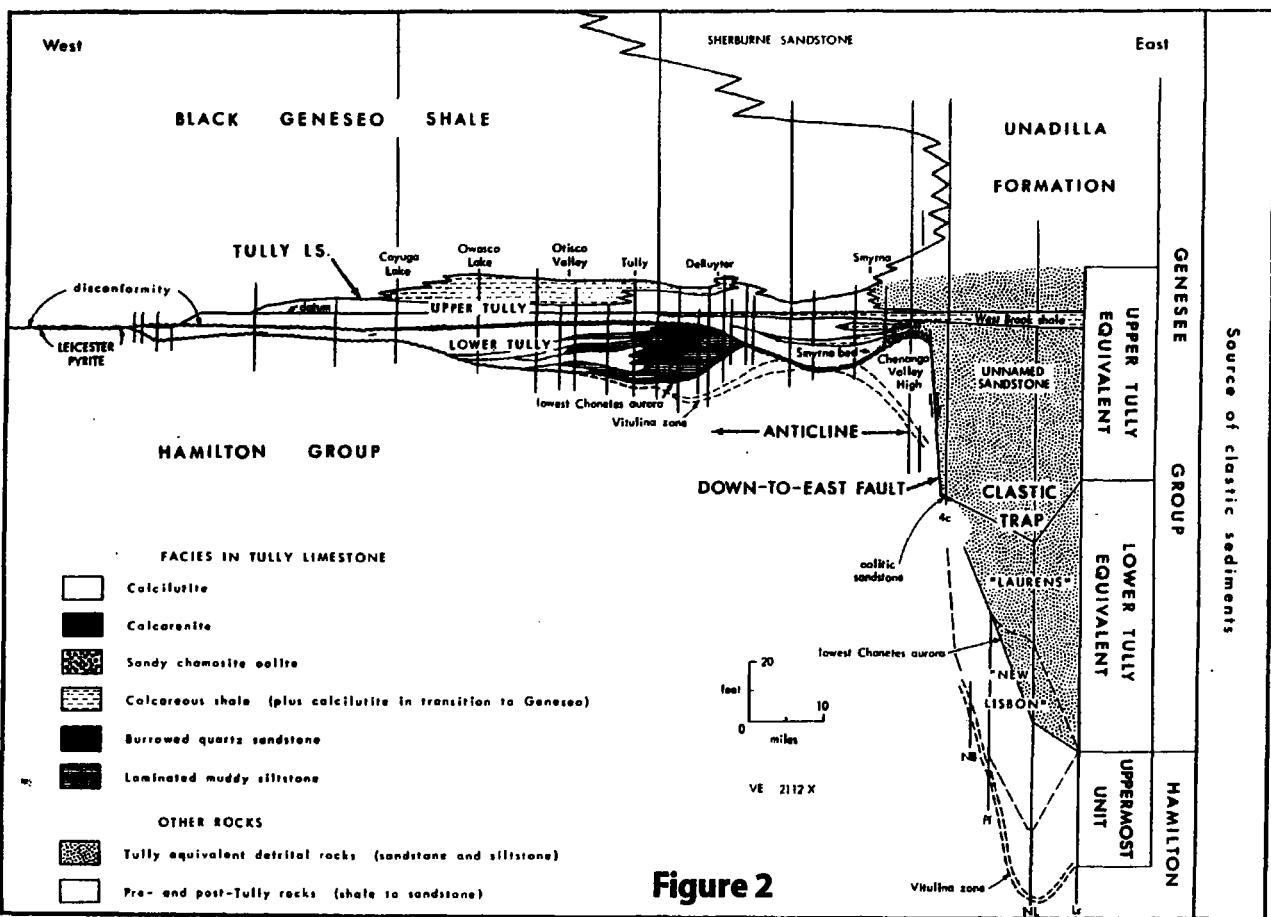 West
SHERBURNE SANDSTONE
East
BLACK GENESEO SHALE
UNADILLA
FORMATION
TULLY LS.
Cayuga
Lake
Owasco
Lake
Otisco
Valley
Tully
DeRuyter
Smyrna
disconformity
datum
UPPER TULLY
LEICESTER
PYRITE
LOWER TULLY
West Brook shale
Smyrna bed
Chenango
Valley
High
UNNAMED
SANDSTONE
lowest Chonetes aurora
Vitulina zone
ANTICLINE
HAMILTON GROUP
DOWN-TO-EAST FAULT
CLASTIC
TRAP
4c
oolitic
sandstone
"LAURENS"
lowest Chonetes aurora
"NEW
LISBON"
GENESEE
GROUP
UPPER TULLY
EQUIVALENT
LOWER TULLY
EQUIVALENT
UPPERMOST
UNIT
HAMILTON
Source of clastic sediments
FACIES IN TULLY LIMESTONE
Calcilutite
Calcarenite
Sandy chamosite oolite
Calcareous shale (plus calcilutite in transition to Geneseo)
Burrowed quartz sandstone
Laminated muddy siltstone
OTHER ROCKS
Tully equivalent detrital rocks (sandstone and siltstone)
Pre- and post-Tully rocks (shale to sandstone)
20
feet
0
10
miles
VE 2112 X
Vitulina zone
NL
Figure 2